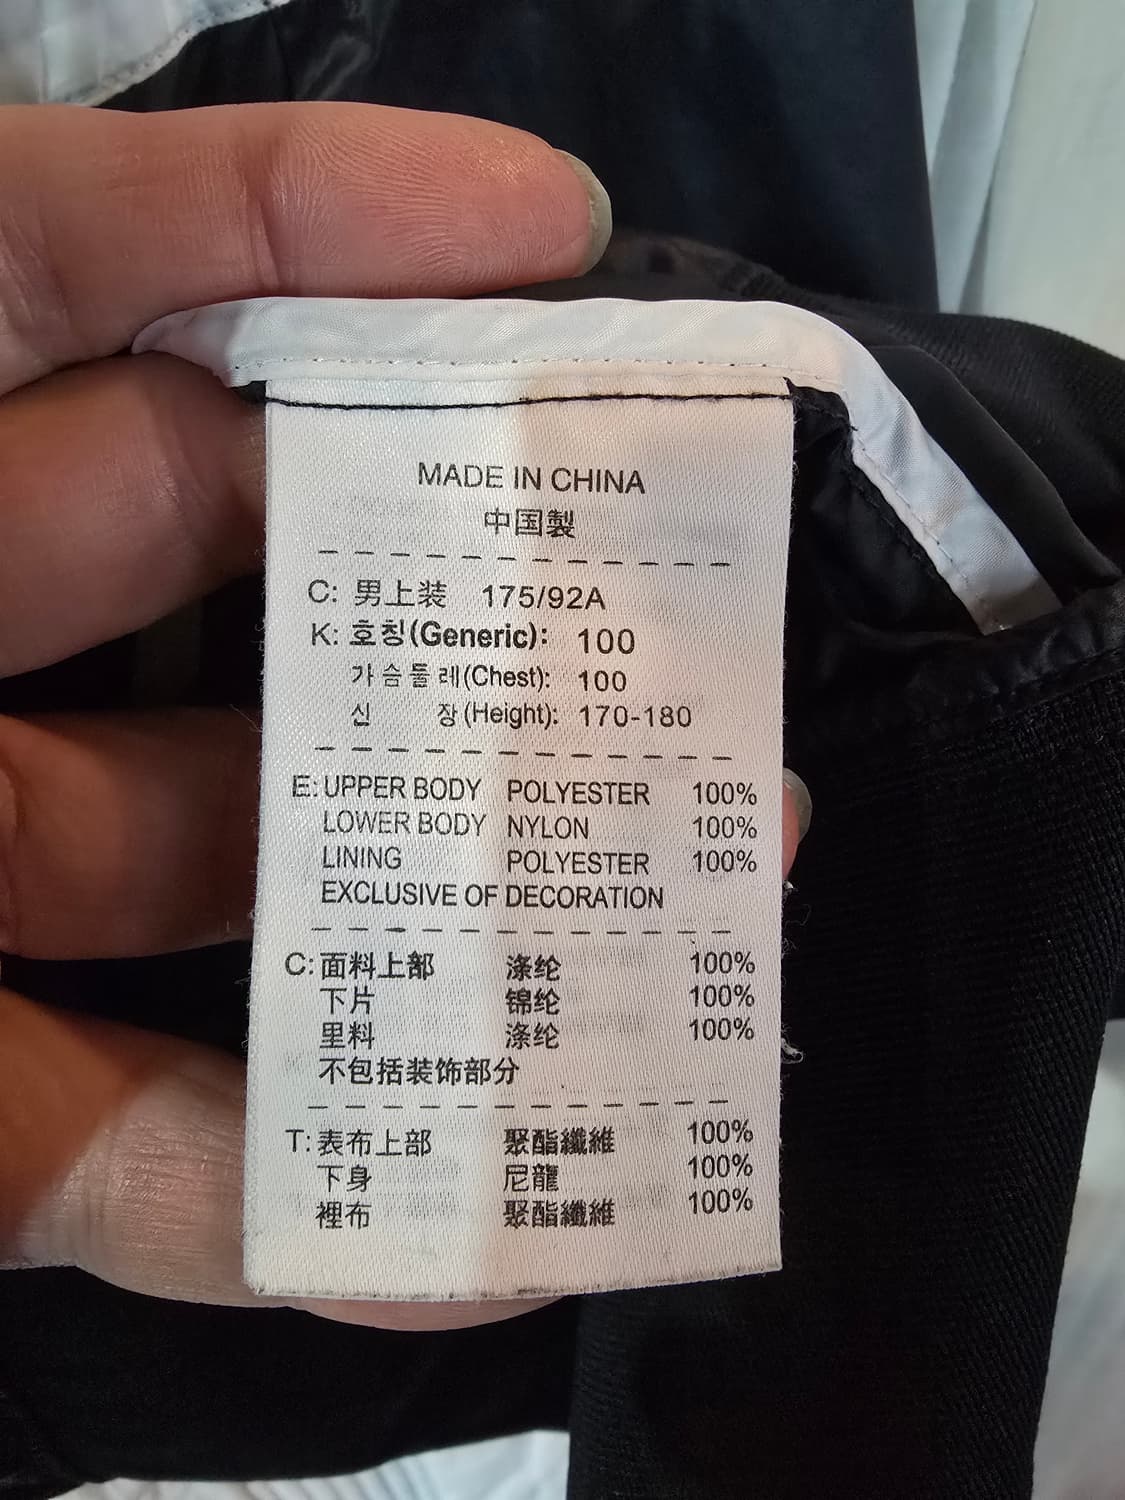 MADE IN CHINA
中国製
C: 男上装 175/92A
K: 호칭(Generic): 100
가슴둘레(Chest): 100
신 장(Height): 170-180
E: UPPER BODY POLYESTER 100%
LOWER BODY NYLON 100%
LINING POLYESTER 100%
EXCLUSIVE OF DECORATION
C: 面料上部 涤纶 100%
下片 锦纶 100%
里料 涤纶 100%
不包括装饰部分
T: 表布上部 聚酯纖維 100%
下身 尼龍 100%
裡布 聚酯纖維 100%